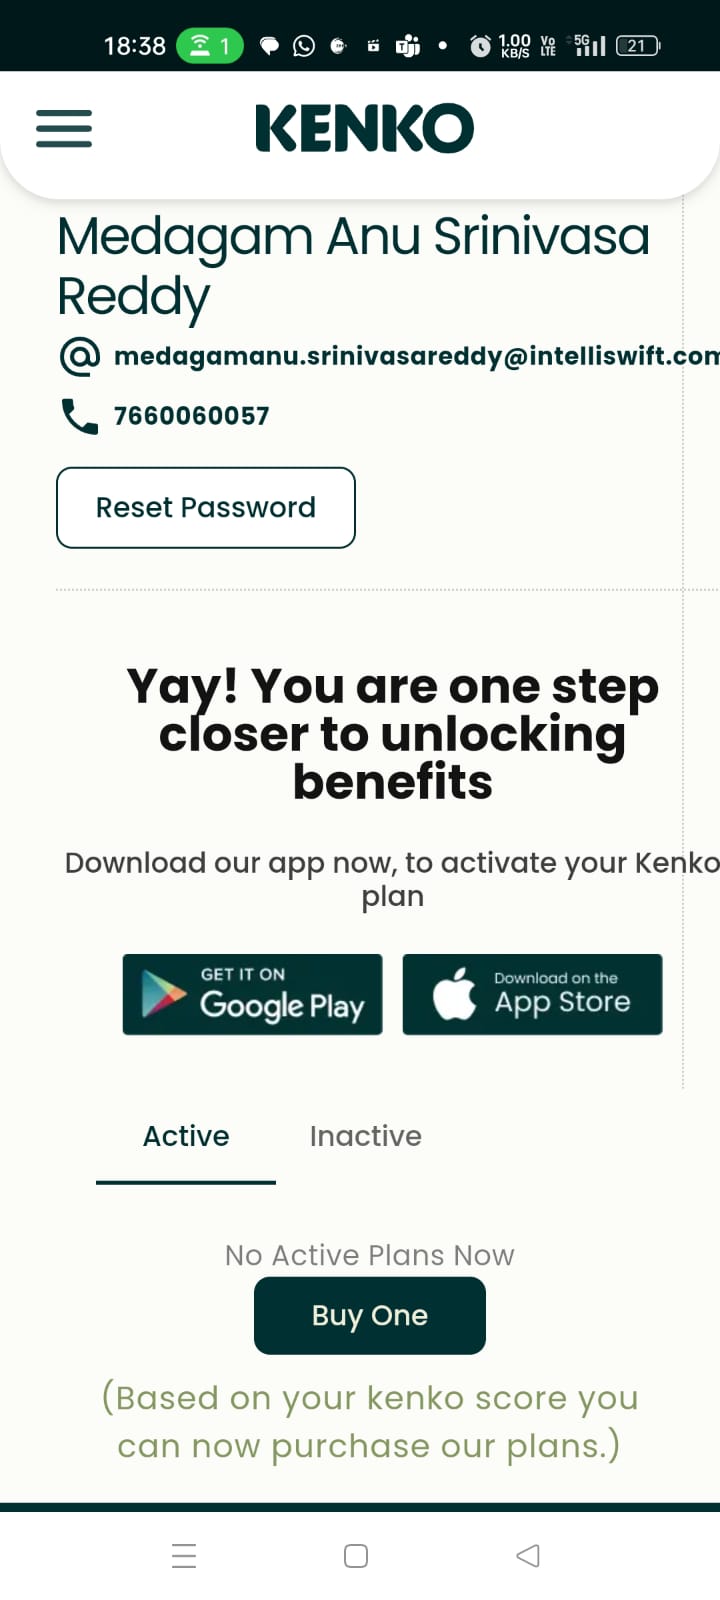 18:38 1 1.00 KB/S Vo LTE 5G 21
KENKO
Medagam Anu Srinivasa
Reddy
medagamanu.srinivasareddy@intelliswift.com
7660060057
Reset Password
Yay! You are one step
closer to unlocking
benefits
Download our app now, to activate your Kenko
plan
GET IT ON
Google Play
Download on the
App Store
Active Inactive
No Active Plans Now
Buy One
(Based on your kenko score you
can now purchase our plans.)